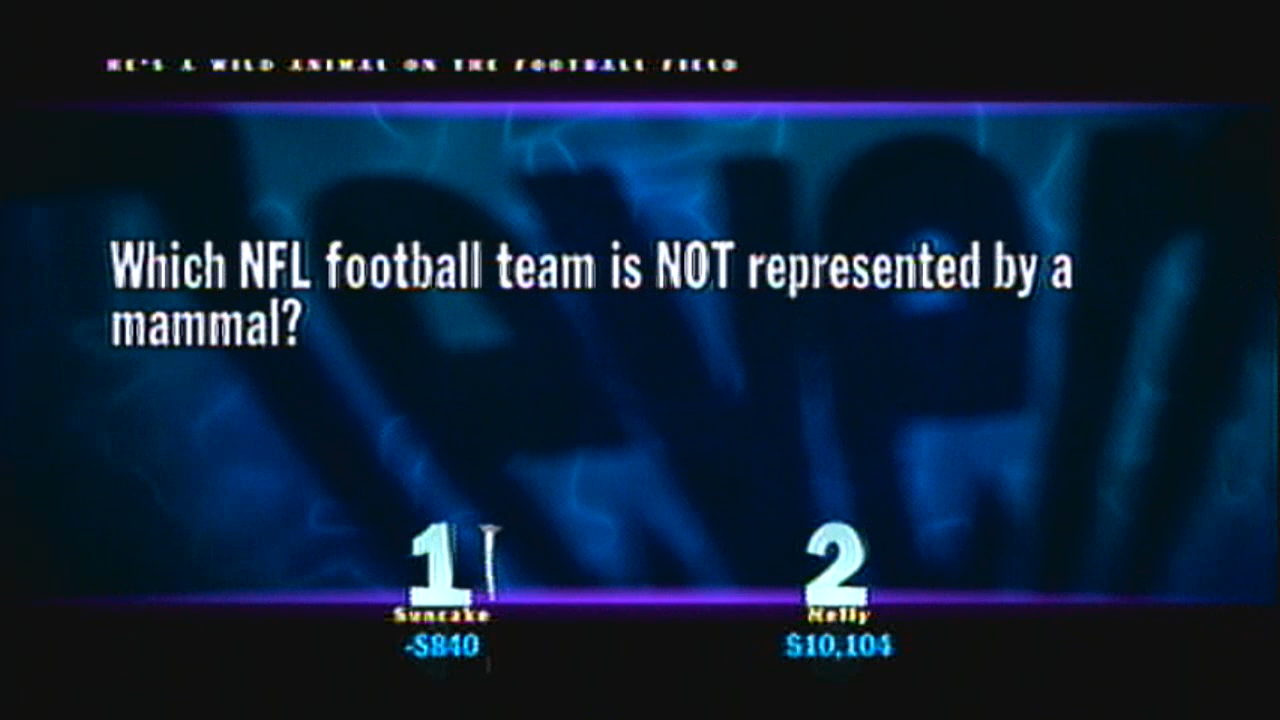 HE'S A WILD ANIMAL ON THE FOOTBALL FIELD
Which NFL football team is NOT represented by a
mammal?
1 2
Suncake Nelly
-$840 $10,104